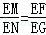 EM/EN = EF/EG